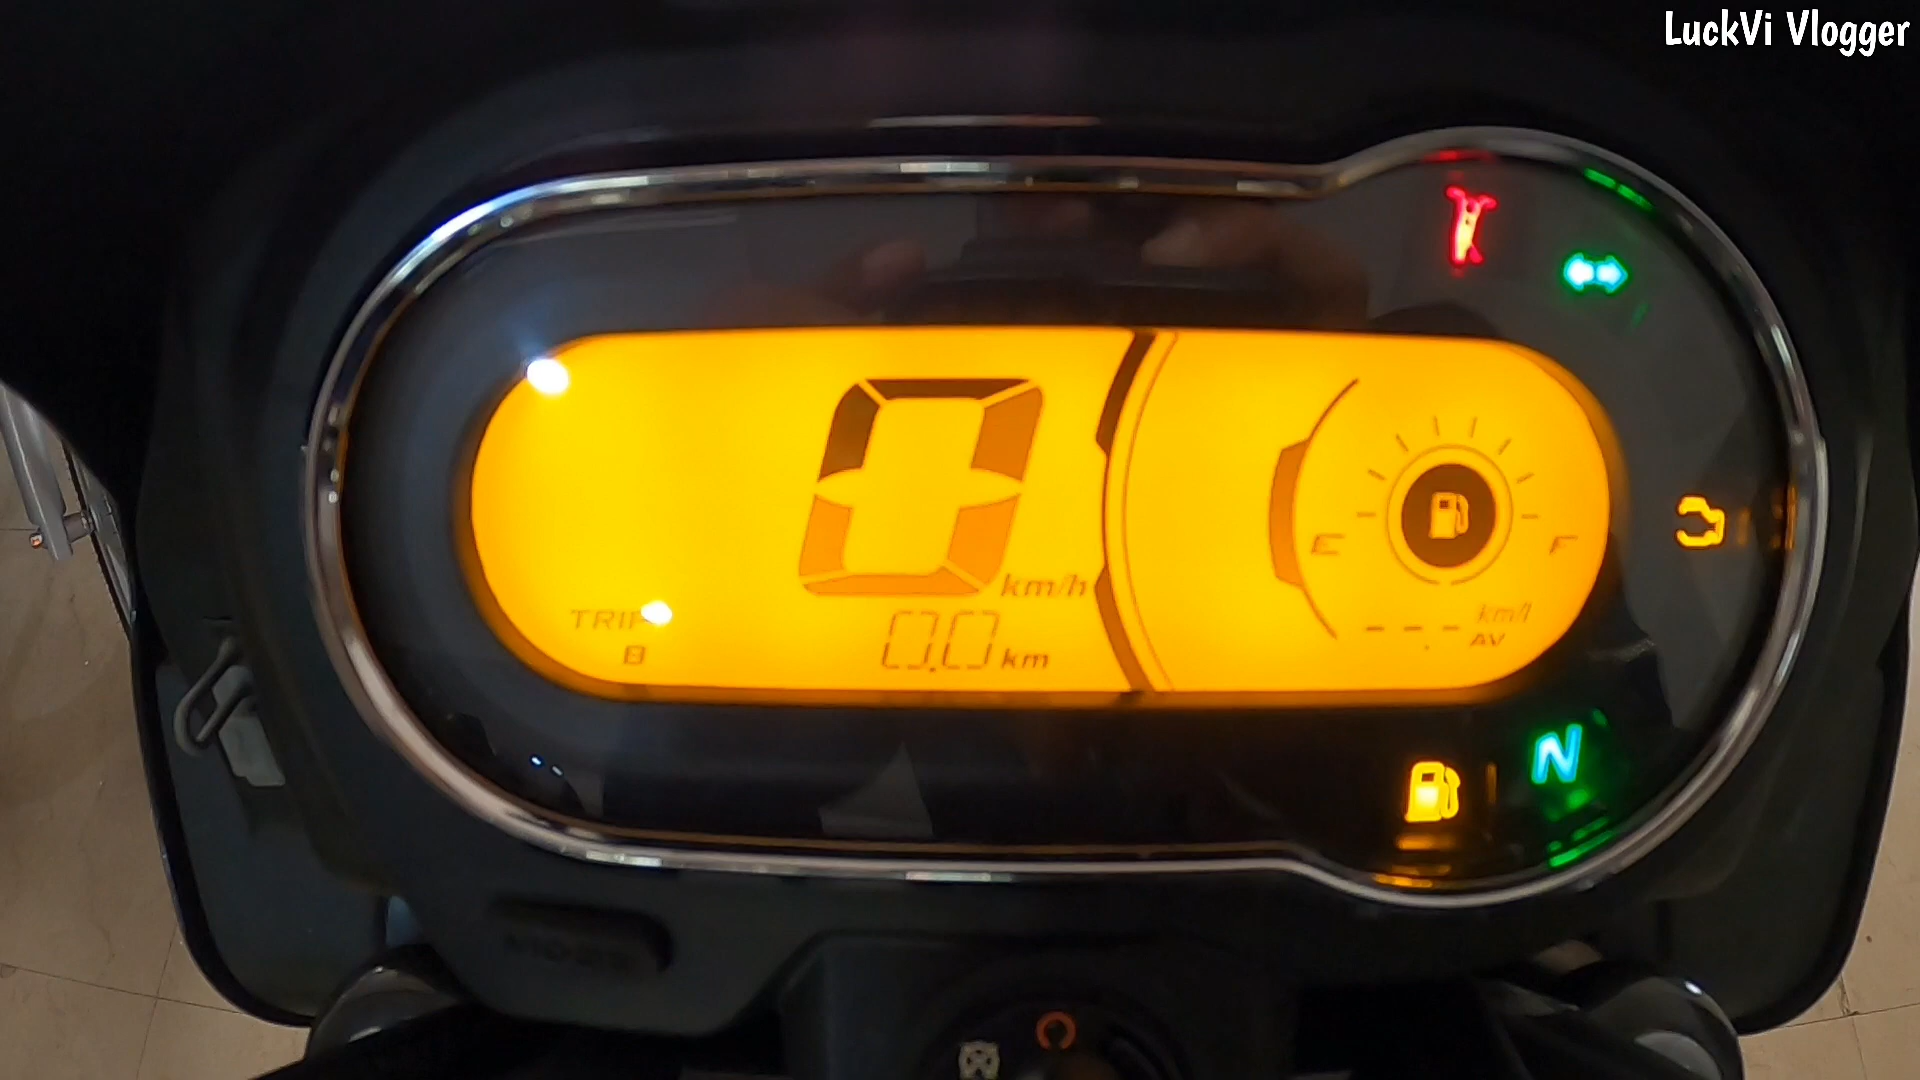 LuckVi Vlogger
0
km/h
TRIP
B
0.0 km
E
F
km/l
---.-
AV
N